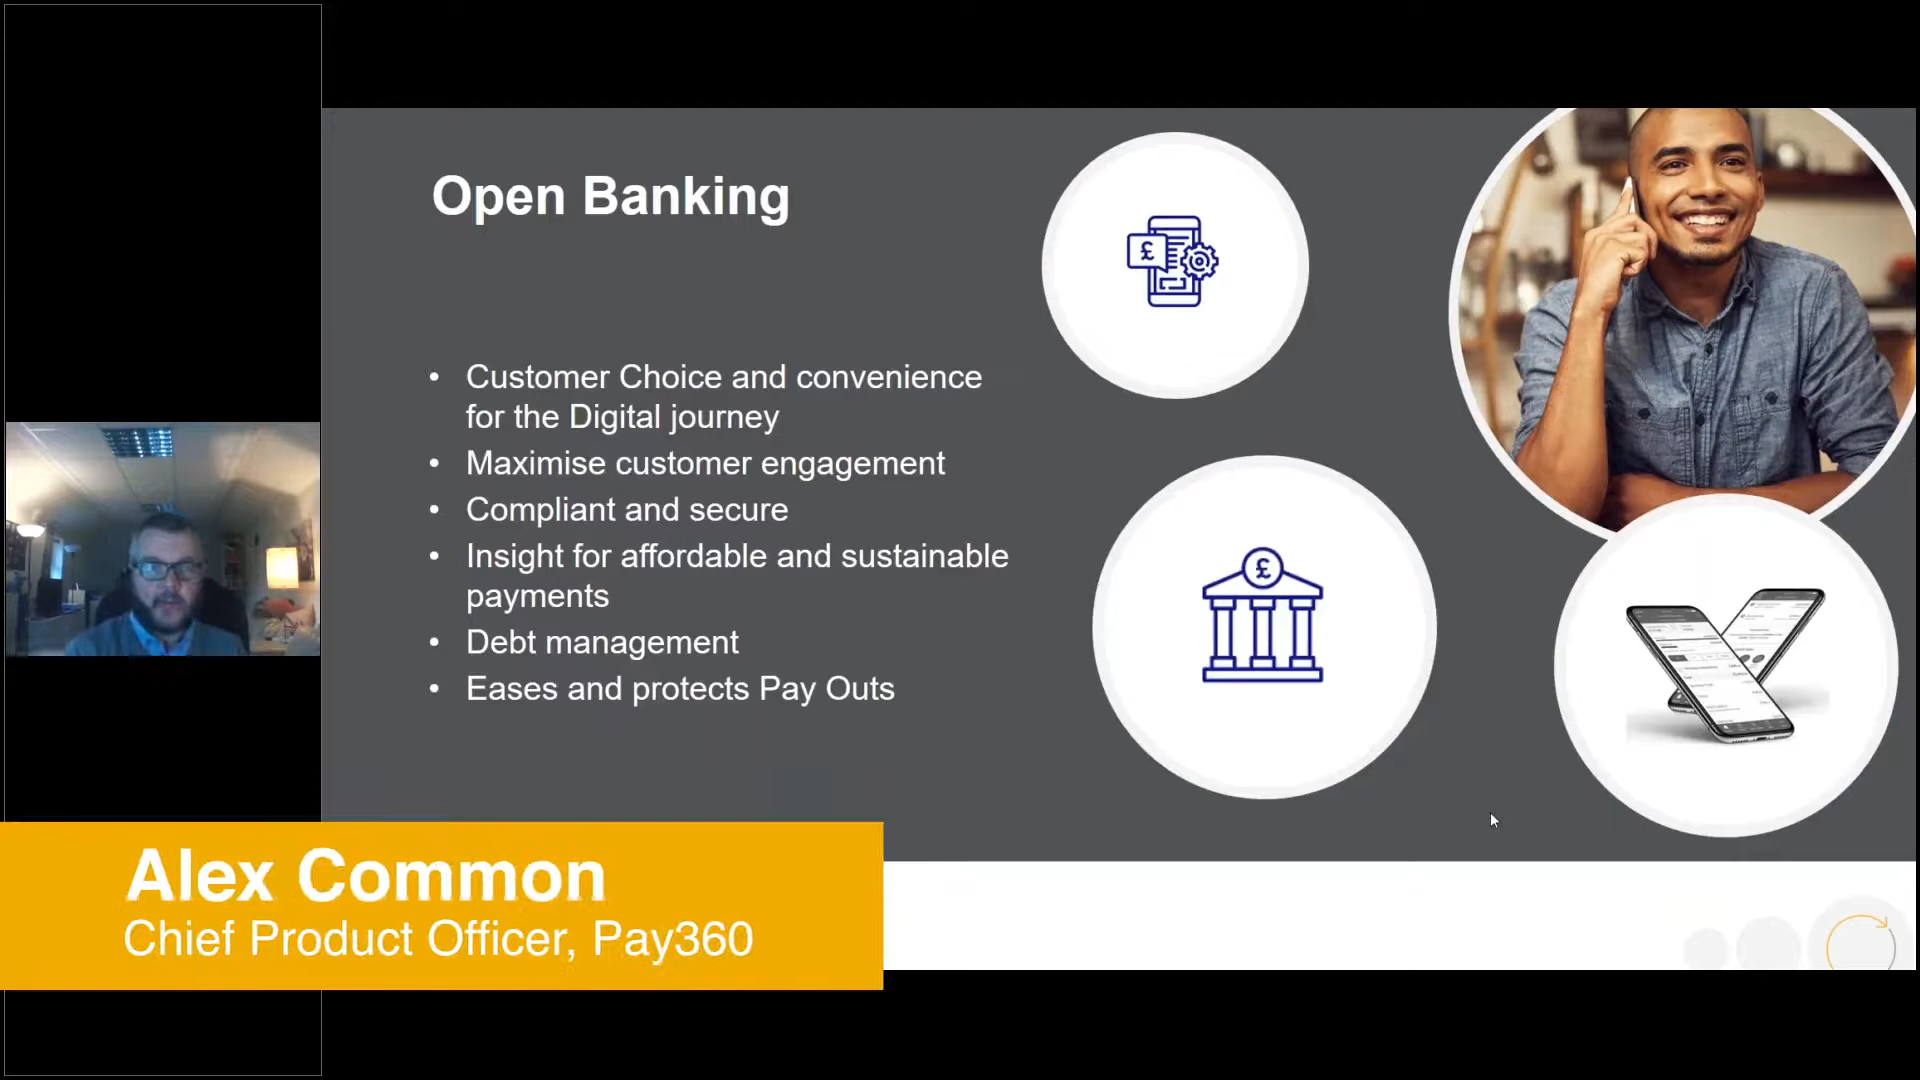 Open Banking
• Customer Choice and convenience
for the Digital journey
• Maximise customer engagement
• Compliant and secure
• Insight for affordable and sustainable
payments
• Debt management
• Eases and protects Pay Outs
£
£
Alex Common
Chief Product Officer, Pay360